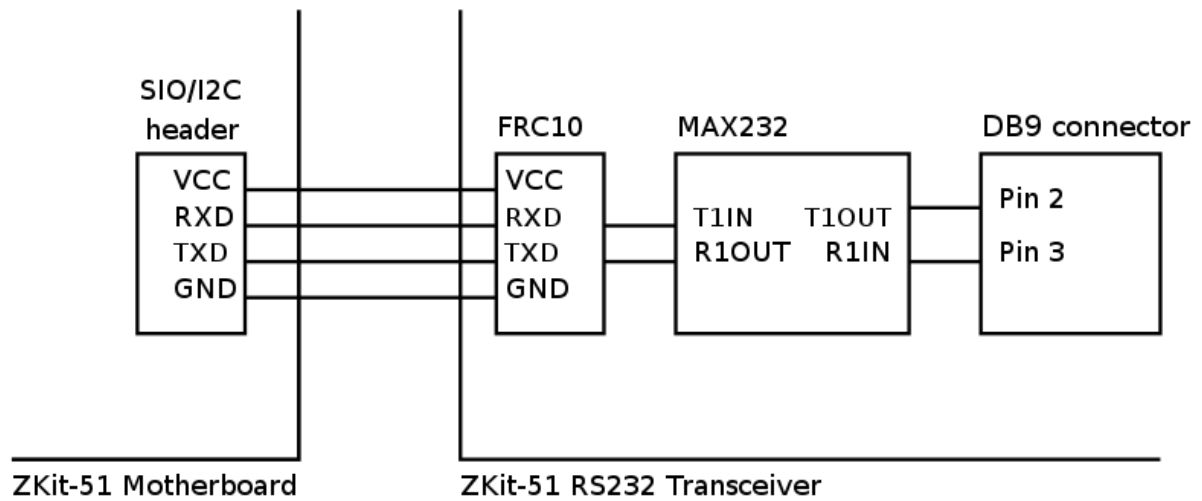 SIO/I2C
header
VCC
RXD
TXD
GND
FRC10
VCC
RXD
TXD
GND
MAX232
T1IN T1OUT
R1OUT R1IN
DB9 connector
Pin 2
Pin 3
ZKit-51 Motherboard
ZKit-51 RS232 Transceiver